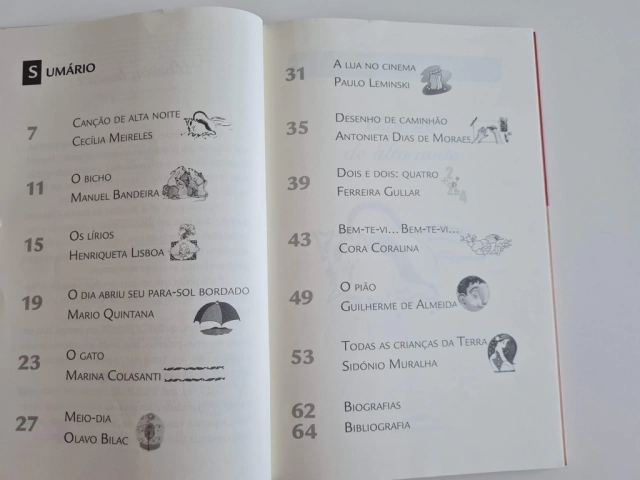 SUMÁRIO
7 CANÇÃO DE ALTA NOITE
CECÍLIA MEIRELES
11 O BICHO
MANUEL BANDEIRA
15 OS LÍRIOS
HENRIQUETA LISBOA
19 O DIA ABRIU SEU PARA-SOL BORDADO
MARIO QUINTANA
23 O GATO
MARINA COLASANTI
27 MEIO-DIA
OLAVO BILAC
31 A LUA NO CINEMA
PAULO LEMINSKI
35 DESENHO DE CAMINHÃO
ANTONIETA DIAS DE MORAES
39 DOIS E DOIS: QUATRO
FERREIRA GULLAR
43 BEM-TE-VI... BEM-TE-VI...
CORA CORALINA
49 O PIÃO
GUILHERME DE ALMEIDA
53 TODAS AS CRIANÇAS DA TERRA
SIDÓNIO MURALHA
62 BIOGRAFIAS
64 BIBLIOGRAFIA